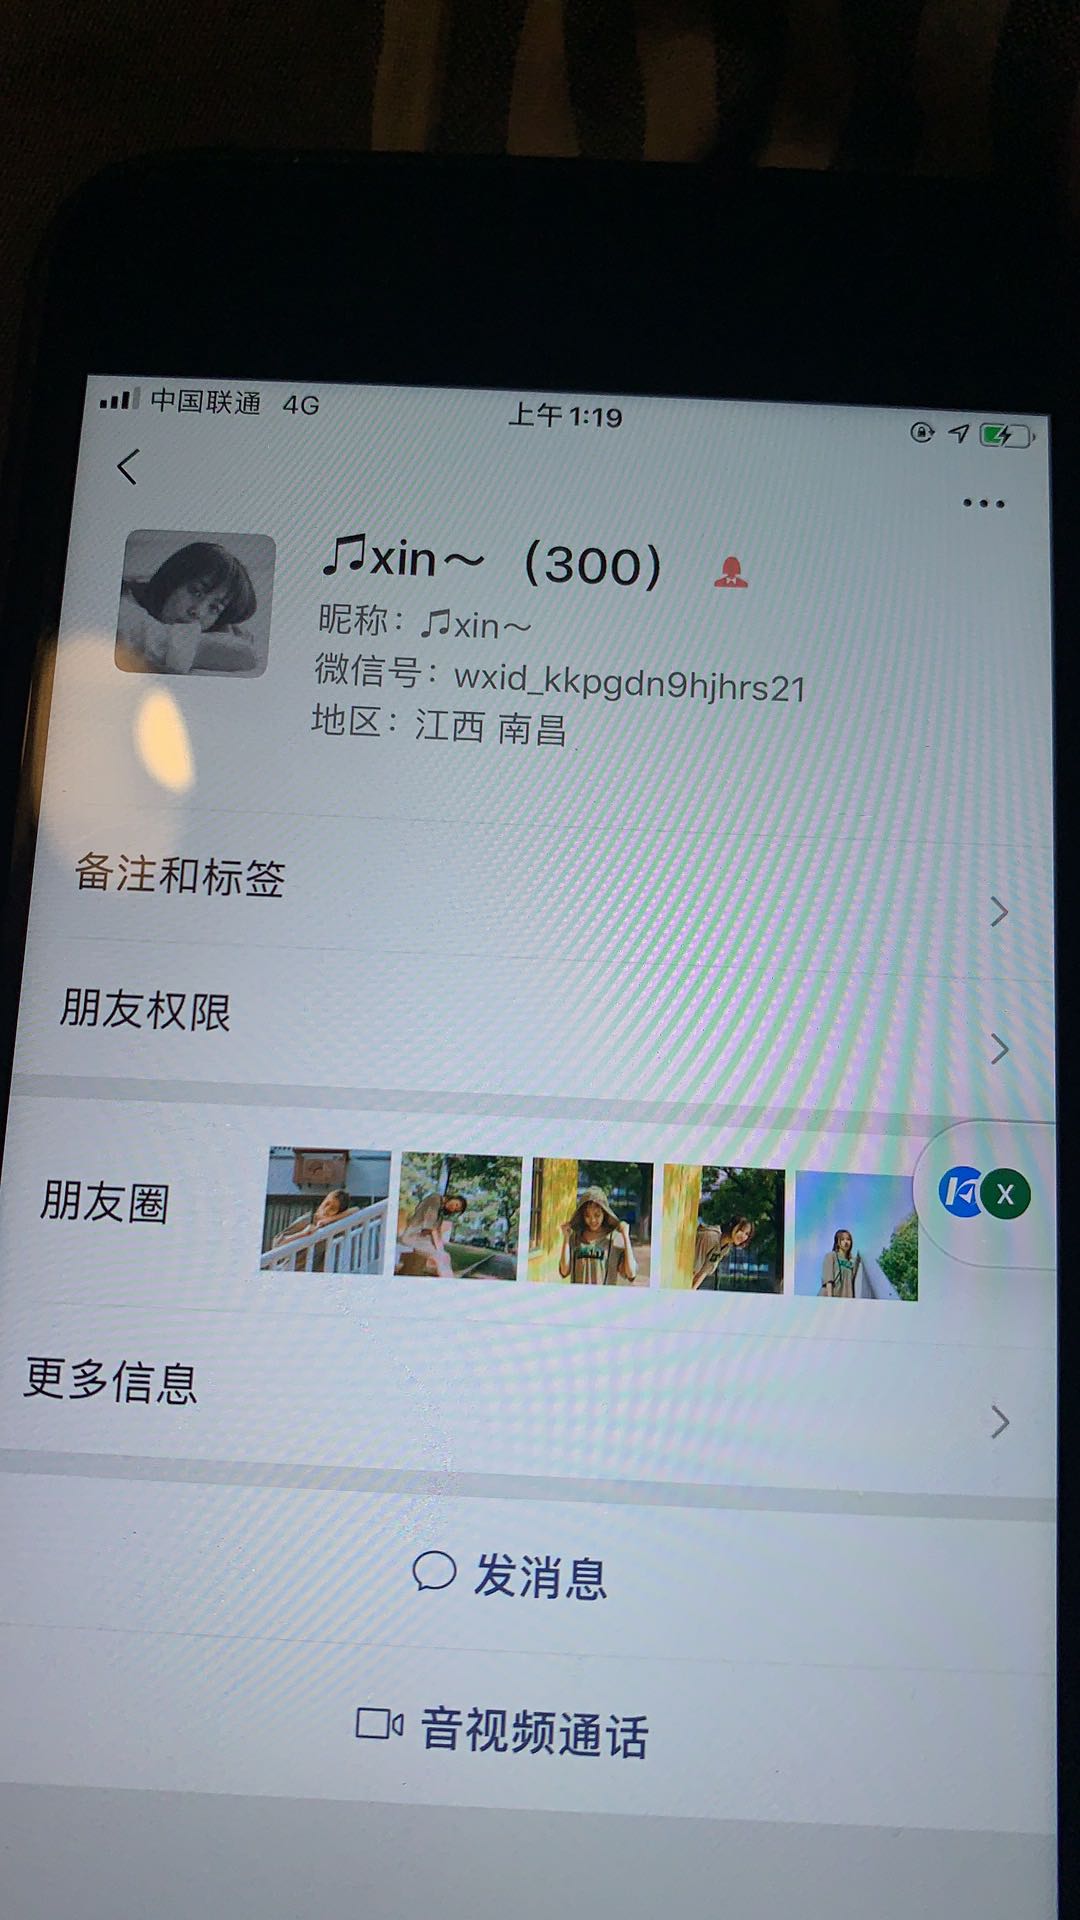 中国联通 4G 上午1:19
♫xin～（300）
昵称：♫xin～
微信号：wxid_kkpgdn9hjhrs21
地区：江西 南昌
备注和标签
朋友权限
朋友圈
X
更多信息
发消息
音视频通话